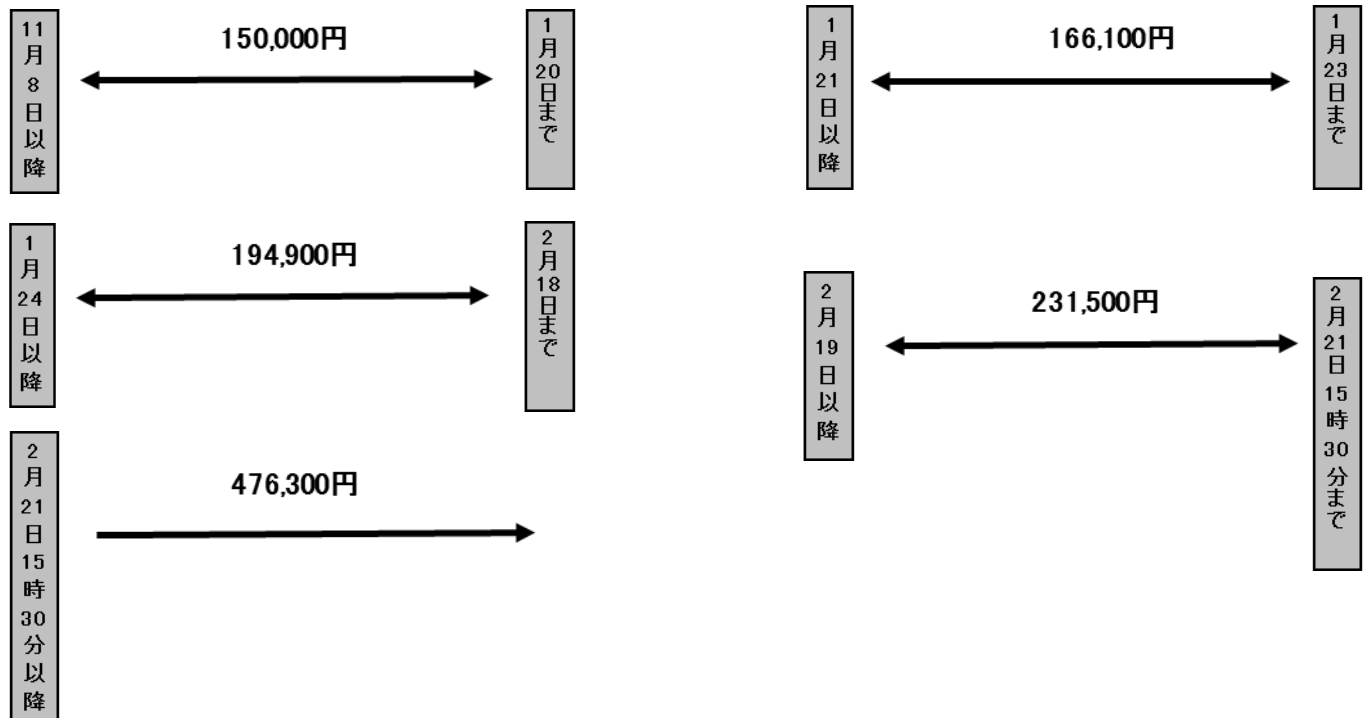 11月8日以降
150,000円
1月20日まで
1月21日以降
166,100円
1月23日まで
1月24日以降
194,900円
2月18日まで
2月19日以降
231,500円
2月21日15時30分まで
2月21日15時30分以降
476,300円